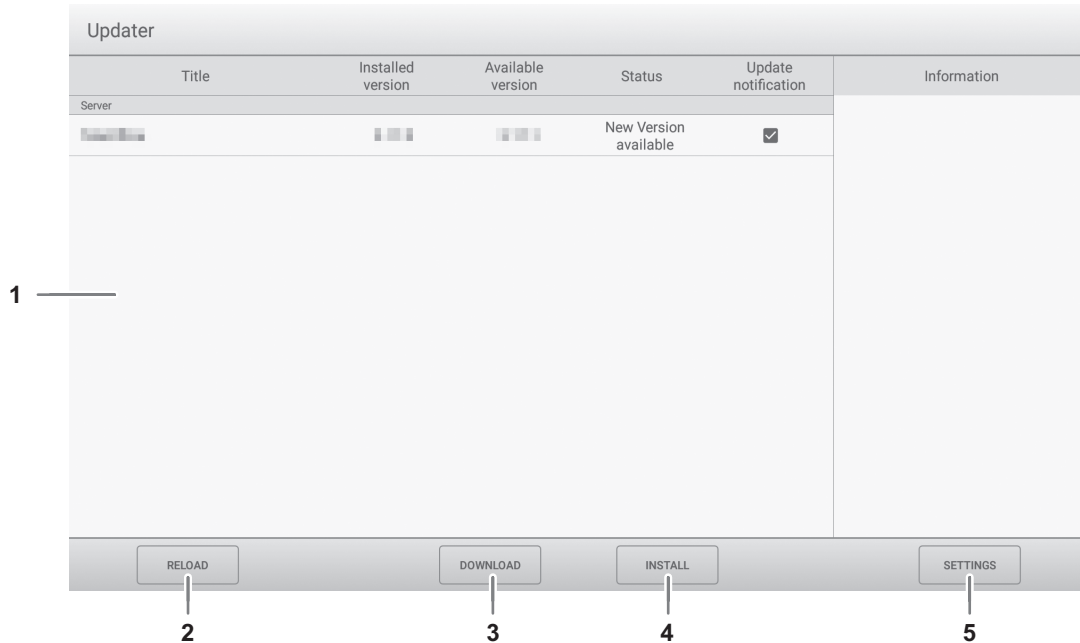 Updater
Title
Installed
version
Available
version
Status
Update
notification
Information
Server
New Version
available
1
RELOAD
DOWNLOAD
INSTALL
SETTINGS
2
3
4
5